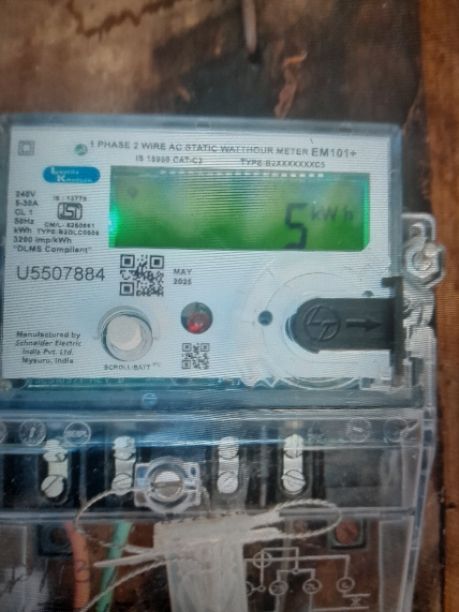 1 PHASE 2 WIRE AC STATIC WATTHOUR METER EM101+
IS 15959 CAT-C2 TYPE-B2XXXXXXXC5
IS : 13779
240V
5-30A
CL 1
50Hz
kWh
3200 imp/kWh
"DLMS Compliant"
5 kWh
U5507884
MAY
2025
Manufactured by
Schneider Electric
India Pvt. Ltd.
Mysuru, India
SCROLL/BATT